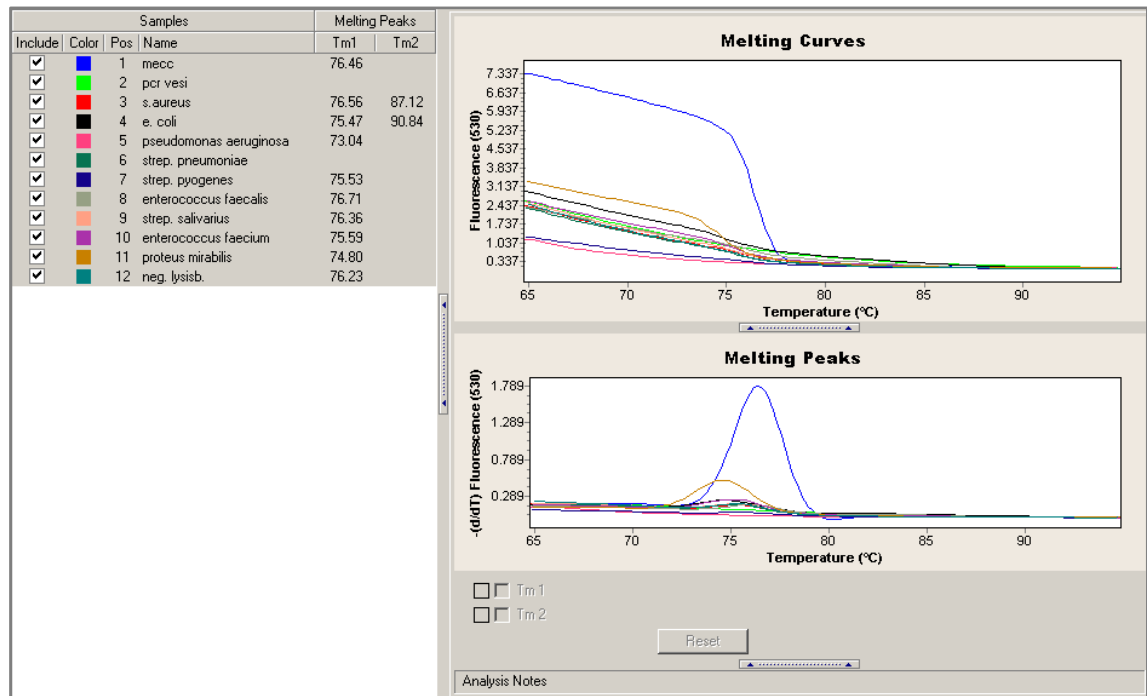 Samples Melting Peaks
Include Color Pos Name Tm1 Tm2
1 mecc 76.46
2 pcr vesi
3 s.aureus 76.56 87.12
4 e. coli 75.47 90.84
5 pseudomonas aeruginosa 73.04
6 strep. pneumoniae
7 strep. pyogenes 75.53
8 enterococcus faecalis 76.71
9 strep. salivarius 76.36
10 enterococcus faecium 75.59
11 proteus mirabilis 74.80
12 neg. lysisb. 76.23
Melting Curves
Fluorescence (530)
7.337
6.637
5.937
5.237
4.537
3.837
3.137
2.437
1.737
1.037
0.337
65 70 75 80 85 90
Temperature (°C)
Melting Peaks
-(d/dT) Fluorescence (530)
1.789
1.289
0.789
0.289
65 70 75 80 85 90
Temperature (°C)
Tm 1
Tm 2
Reset
Analysis Notes